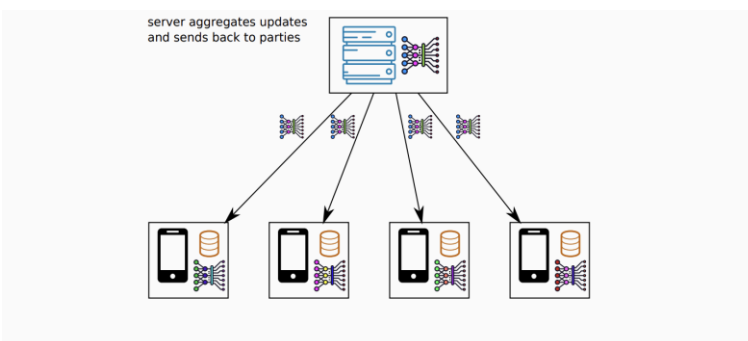 server aggregates updates
and sends back to parties